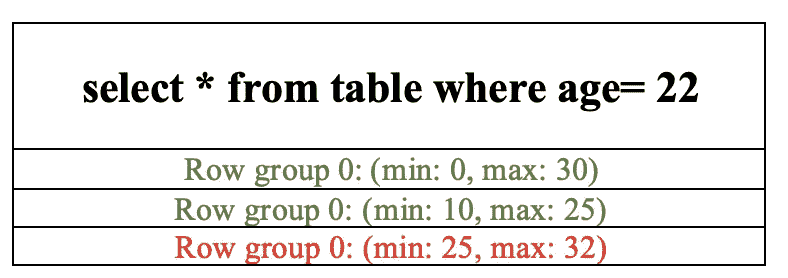 select * from table where age= 22
Row group 0: (min: 0, max: 30)
Row group 0: (min: 10, max: 25)
Row group 0: (min: 25, max: 32)